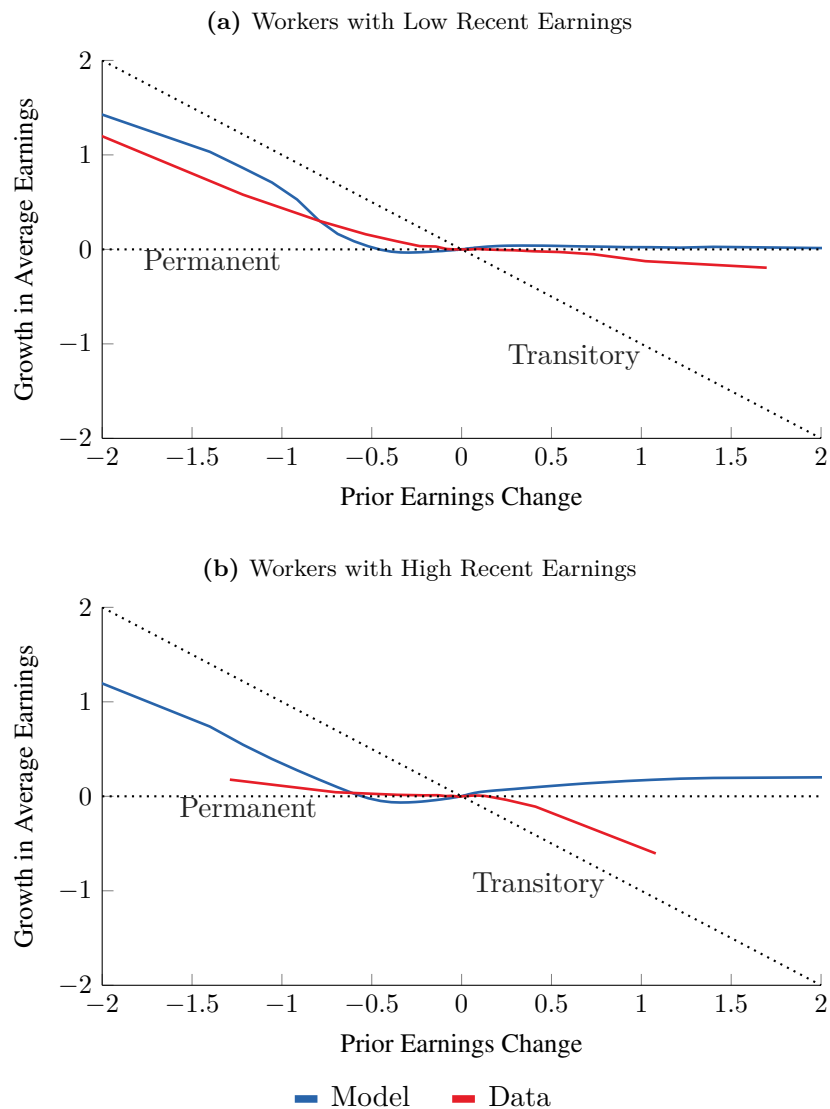 (a) Workers with Low Recent Earnings
2
1
0
−1
−2
Growth in Average Earnings
Permanent
Transitory
−2 −1.5 −1 −0.5 0 0.5 1 1.5 2
Prior Earnings Change
(b) Workers with High Recent Earnings
2
1
0
−1
−2
Growth in Average Earnings
Permanent
Transitory
−2 −1.5 −1 −0.5 0 0.5 1 1.5 2
Prior Earnings Change
Model Data